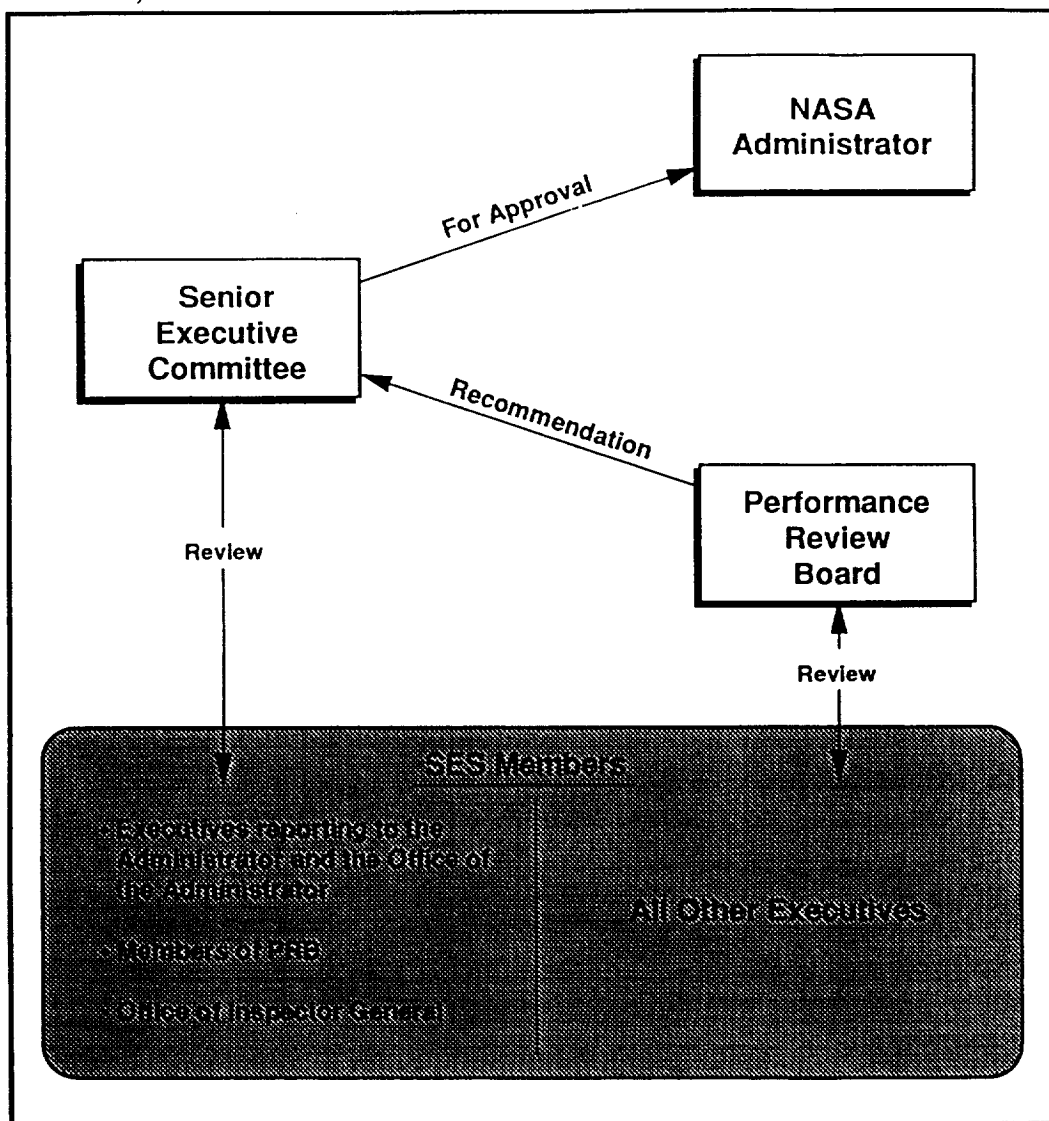 NASA
Administrator
For Approval
Senior
Executive
Committee
Recommendation
Performance
Review
Board
Review
Review
SES Members
• Executives reporting to the
Administrator and the Office of
the Administrator
• Members of PRB
• Office of Inspector General
All Other Executives